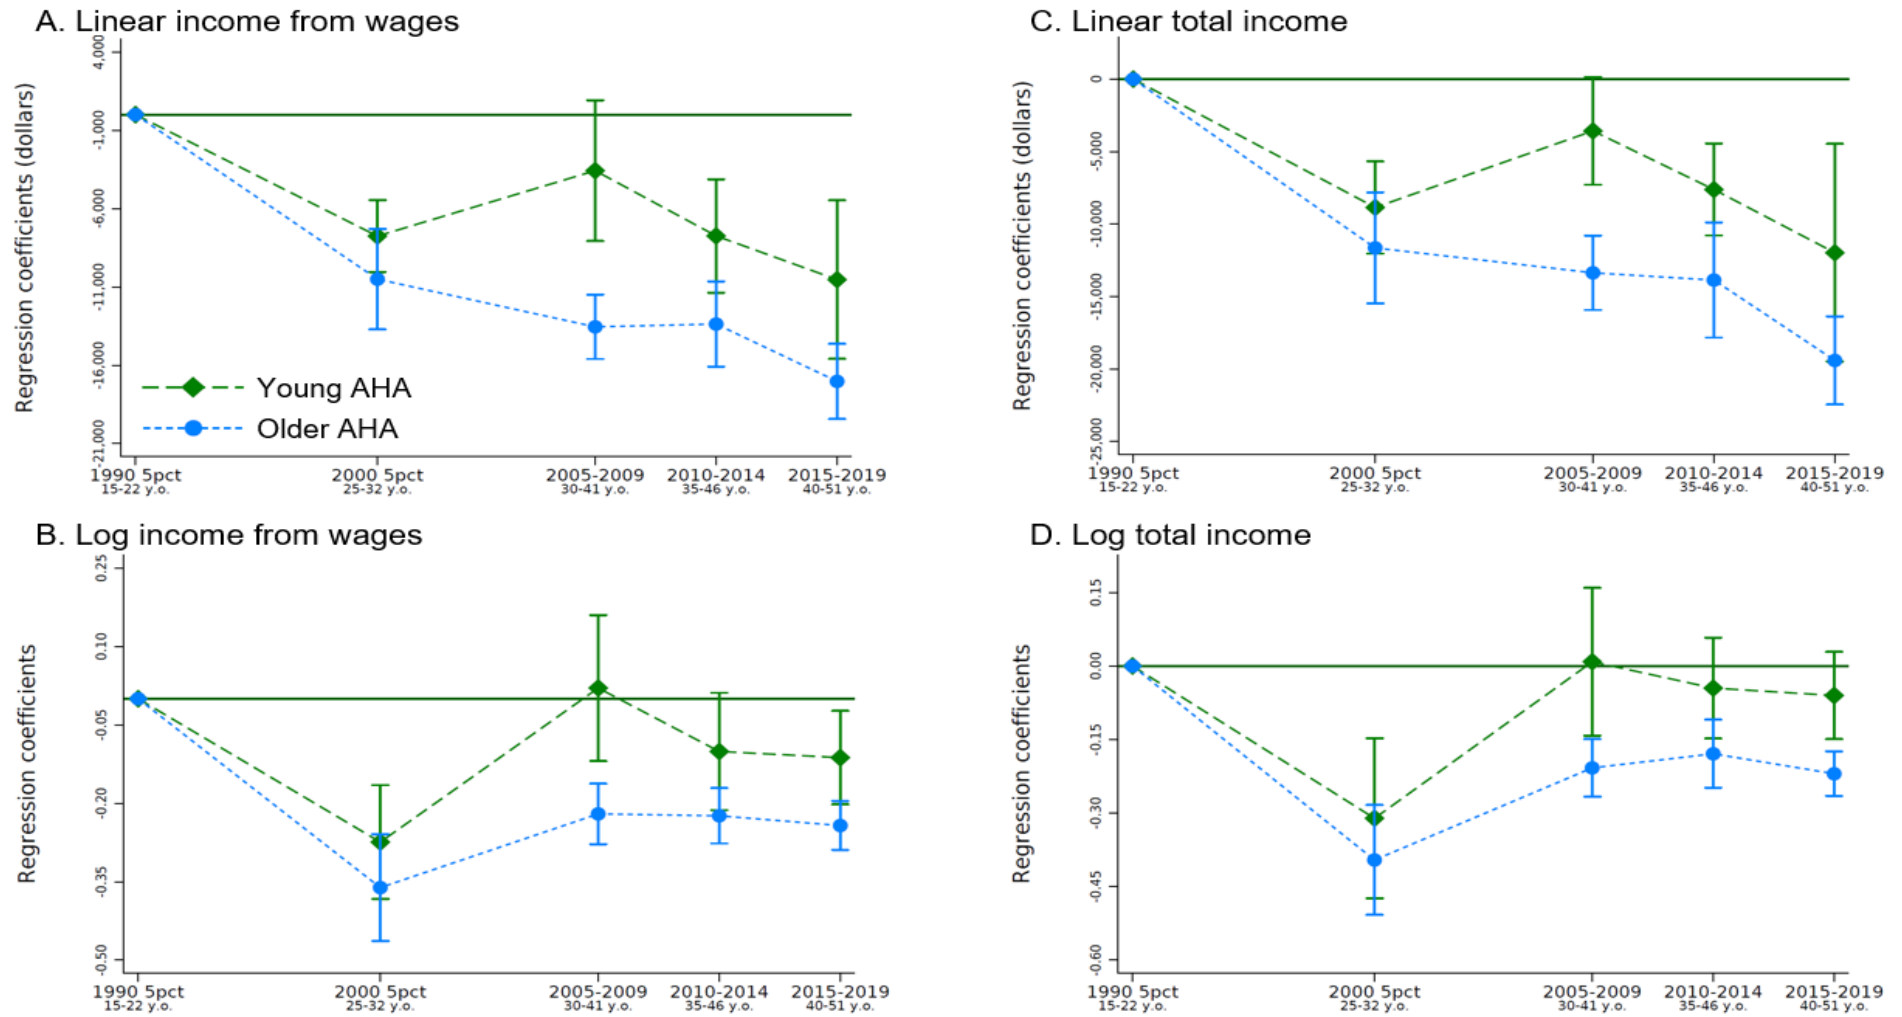 A. Linear income from wages
Regression coefficients (dollars)
4,000
-1,000
-6,000
-11,000
-16,000
-21,000
Young AHA
Older AHA
1990 5pct
15-22 y.o.
2000 5pct
25-32 y.o.
2005-2009
30-41 y.o.
2010-2014
35-46 y.o.
2015-2019
40-51 y.o.
C. Linear total income
Regression coefficients (dollars)
0
-5,000
-10,000
-15,000
-20,000
-25,000
1990 5pct
15-22 y.o.
2000 5pct
25-32 y.o.
2005-2009
30-41 y.o.
2010-2014
35-46 y.o.
2015-2019
40-51 y.o.
B. Log income from wages
Regression coefficients
0.25
0.10
-0.05
-0.20
-0.35
-0.50
1990 5pct
15-22 y.o.
2000 5pct
25-32 y.o.
2005-2009
30-41 y.o.
2010-2014
35-46 y.o.
2015-2019
40-51 y.o.
D. Log total income
Regression coefficients
0.15
0.00
-0.15
-0.30
-0.45
-0.60
1990 5pct
15-22 y.o.
2000 5pct
25-32 y.o.
2005-2009
30-41 y.o.
2010-2014
35-46 y.o.
2015-2019
40-51 y.o.